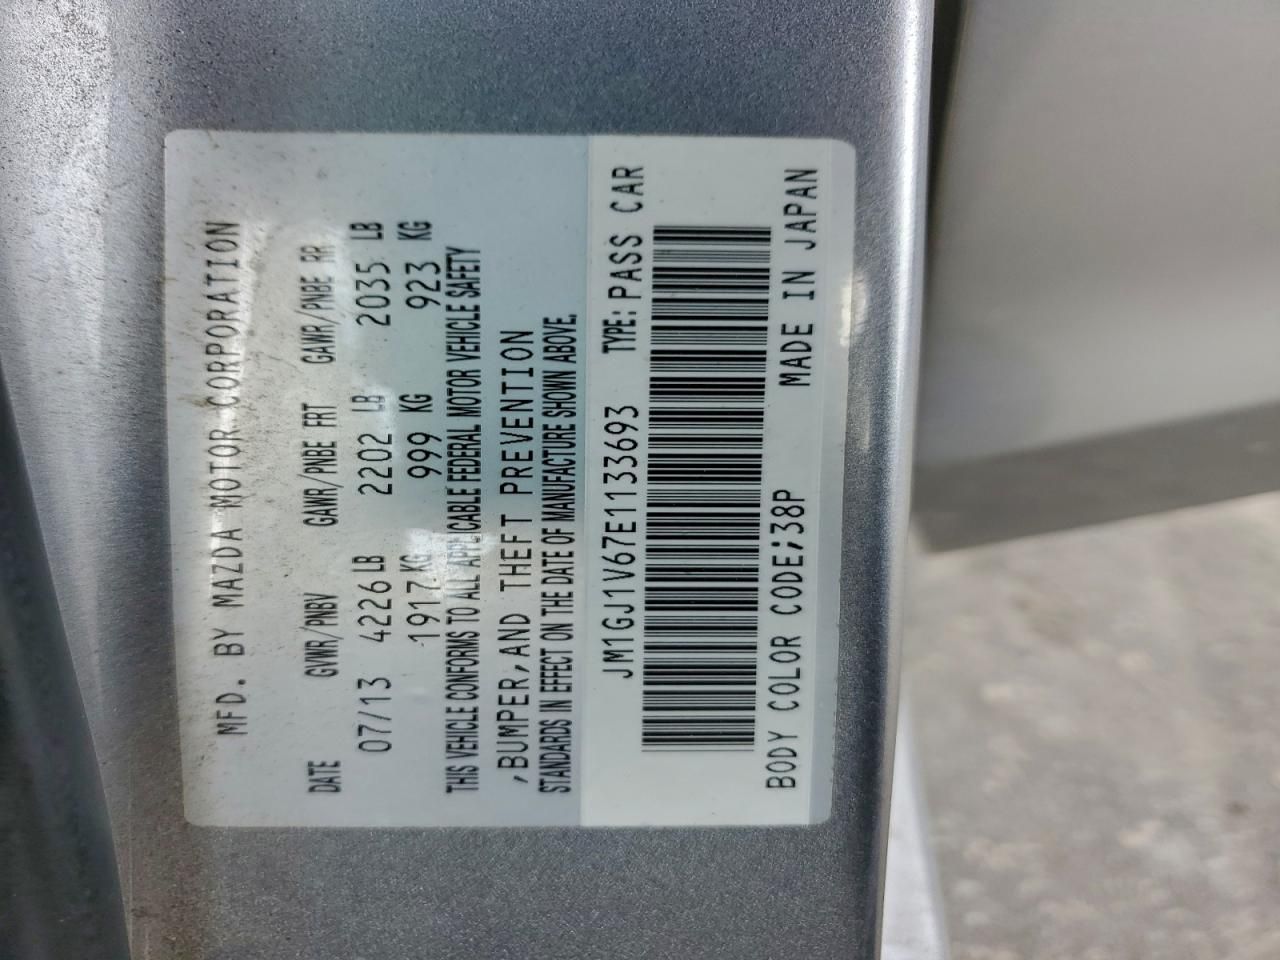 MFD. BY MAZDA MOTOR CORPORATION
DATE GVWR/PNBV GAWR/PNBE FRT GAWR/PNBE RR
07/13 4226 LB 2202 LB 2035 LB
1917 KG 999 KG 923 KG
THIS VEHICLE CONFORMS TO ALL APPLICABLE FEDERAL MOTOR VEHICLE SAFETY
,BUMPER,AND THEFT PREVENTION
STANDARDS IN EFFECT ON THE DATE OF MANUFACTURE SHOWN ABOVE.
JM1GJ1V67E1133693 TYPE:PASS CAR
BODY COLOR CODE;38P MADE IN JAPAN